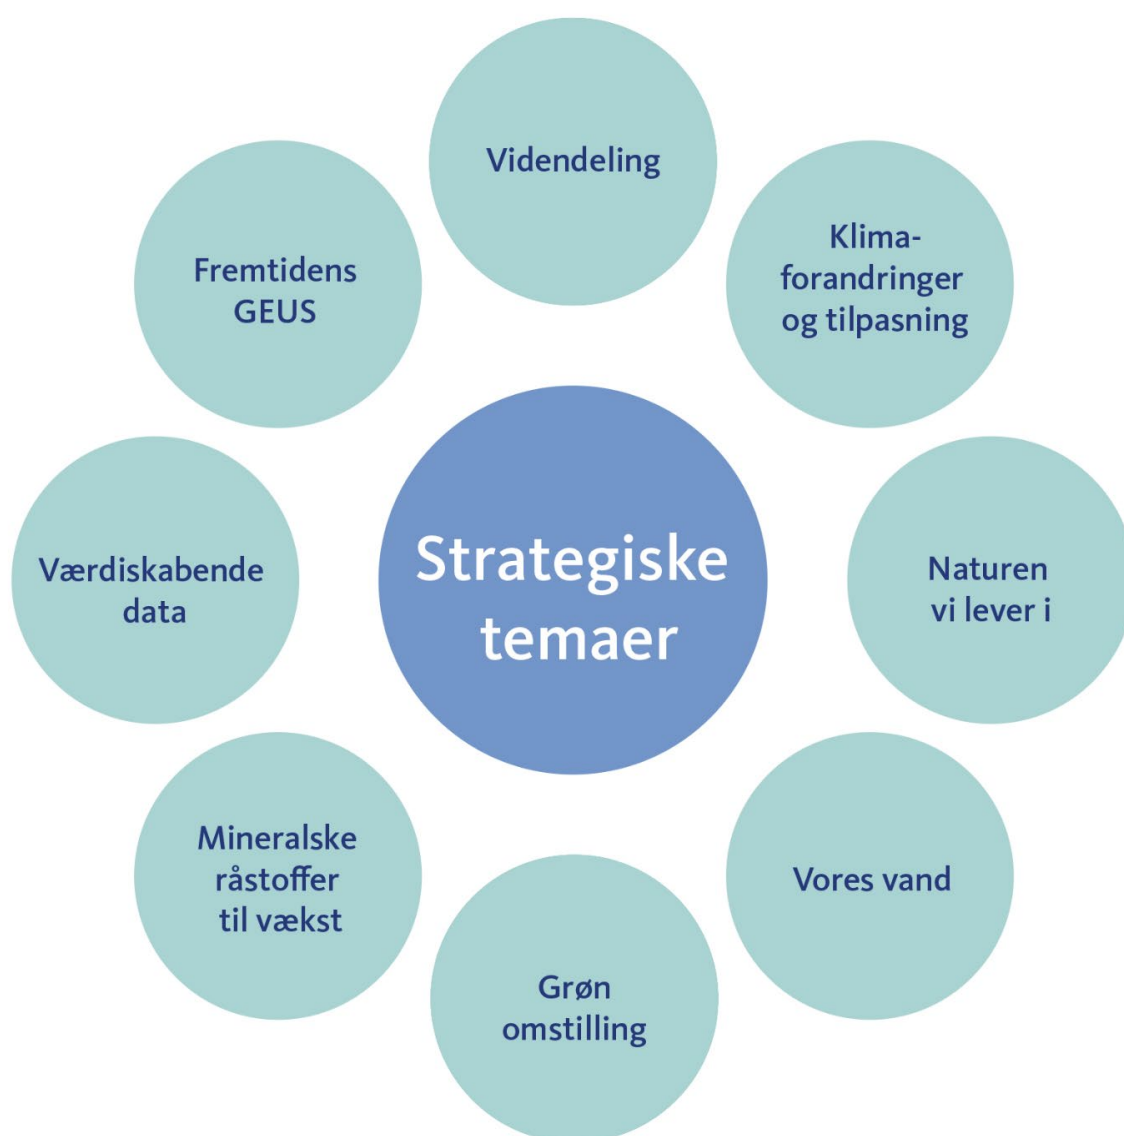 Videndeling
Klima-
forandringer
og tilpasning
Naturen
vi lever i
Vores vand
Grøn
omstilling
Mineralske
råstoffer
til vækst
Værdiskabende
data
Fremtidens
GEUS
Strategiske
temaer